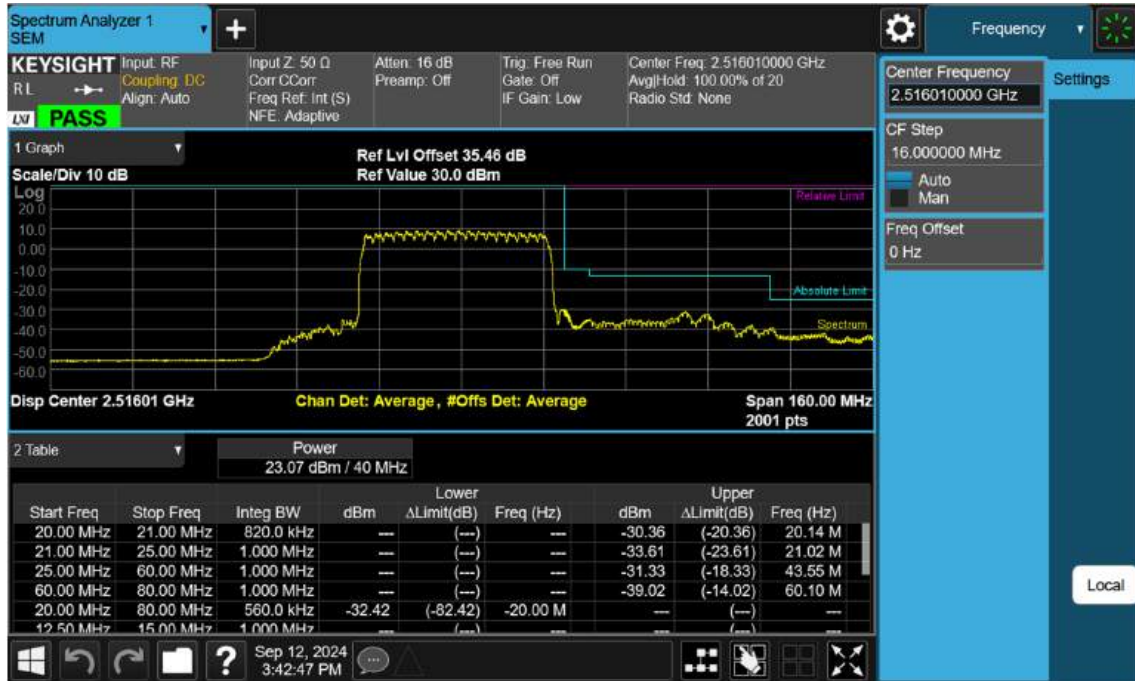 Spectrum Analyzer 1
SEM
+
Frequency
KEYSIGHT
Input: RF
Coupling: DC
Align: Auto
Input Z: 50 Ω
Corr CCorr
Freq Ref: Int (S)
NFE: Adaptive
Atten: 16 dB
Preamp: Off
Trig: Free Run
Gate: Off
IF Gain: Low
Center Freq: 2.516010000 GHz
Avg|Hold: 100.00% of 20
Radio Std: None
R L
LXI
PASS
Center Frequency
2.516010000 GHz
Settings
CF Step
16.000000 MHz
Auto
Man
Freq Offset
0 Hz
Local
1 Graph
Scale/Div 10 dB
Ref Lvl Offset 35.46 dB
Ref Value 30.0 dBm
Log
20.0
10.0
0.00
-10.0
-20.0
-30.0
-40.0
-50.0
-60.0
Relative Limit
Absolute Limit
Spectrum
Disp Center 2.51601 GHz
Chan Det: Average, #Offs Det: Average
Span 160.00 MHz
2001 pts
2 Table
Power
23.07 dBm / 40 MHz
Lower Upper
Start Freq Stop Freq Integ BW dBm ΔLimit(dB) Freq (Hz) dBm ΔLimit(dB) Freq (Hz)
20.00 MHz 21.00 MHz 820.0 kHz --- (---) --- -30.36 (-20.36) 20.14 M
21.00 MHz 25.00 MHz 1.000 MHz --- (---) --- -33.61 (-23.61) 21.02 M
25.00 MHz 60.00 MHz 1.000 MHz --- (---) --- -31.33 (-18.33) 43.55 M
60.00 MHz 80.00 MHz 1.000 MHz --- (---) --- -39.02 (-14.02) 60.10 M
20.00 MHz 80.00 MHz 560.0 kHz -32.42 (-82.42) -20.00 M --- (---) ---
12.50 MHz 15.00 MHz 1.000 MHz --- (---) --- --- (---) ---
?
Sep 12, 2024
3:42:47 PM